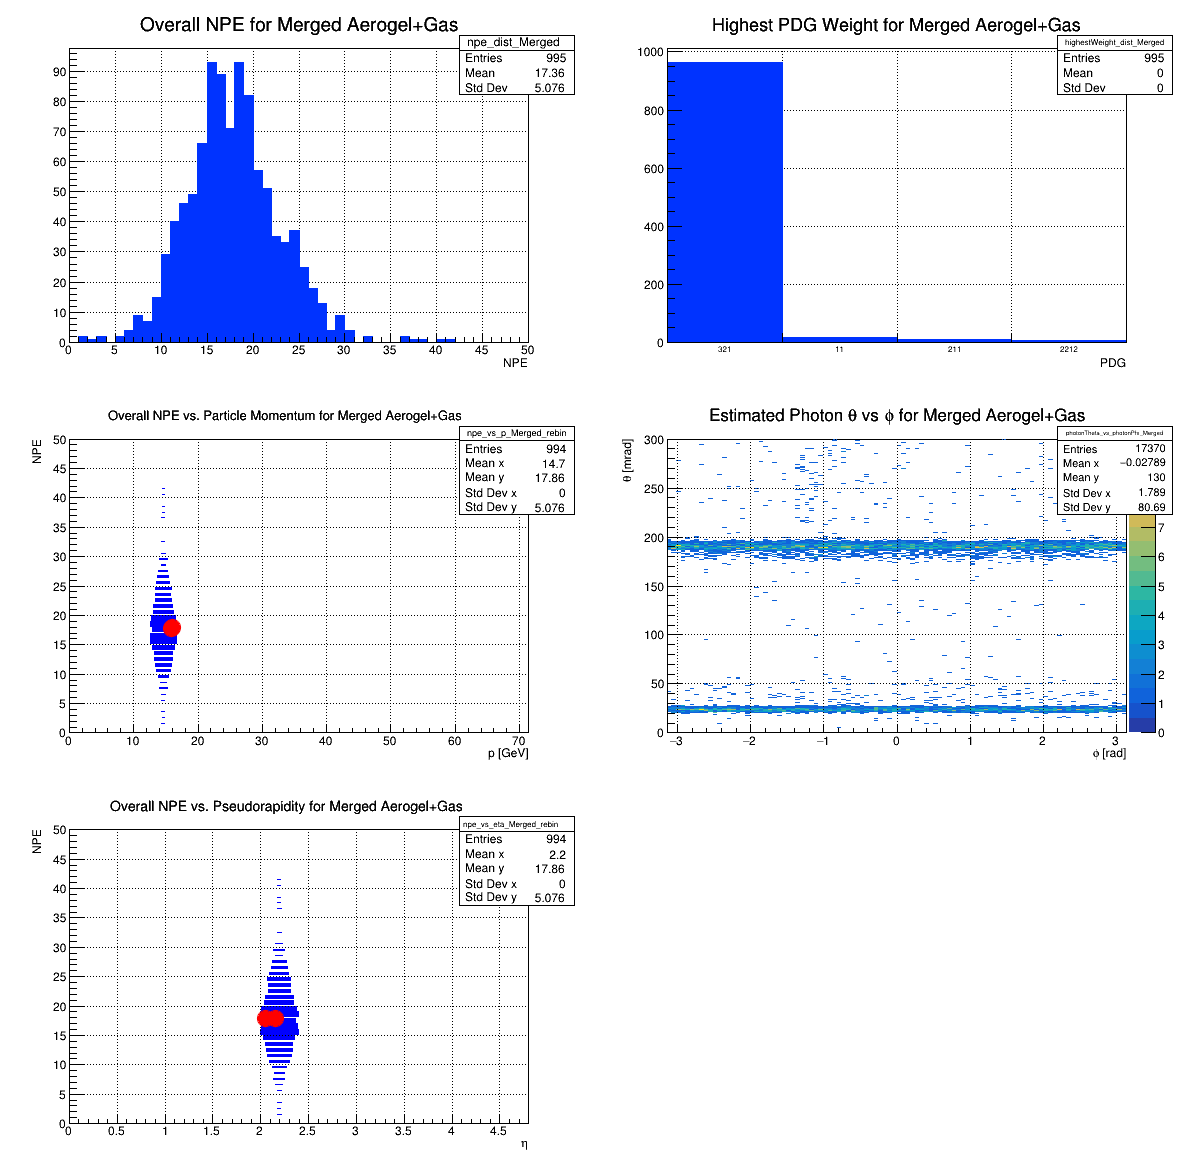 Overall NPE for Merged Aerogel+Gas
npe_dist_Merged
Entries 995
Mean 17.36
Std Dev 5.076
90
80
70
60
50
40
30
20
10
0
0 5 10 15 20 25 30 35 40 45 50
NPE
Highest PDG Weight for Merged Aerogel+Gas
highestWeight_dist_Merged
Entries 995
Mean 0
Std Dev 0
1000
800
600
400
200
0
321 11 211 2212
PDG
Overall NPE vs. Particle Momentum for Merged Aerogel+Gas
npe_vs_p_Merged_rebin
Entries 994
Mean x 14.7
Mean y 17.86
Std Dev x 0
Std Dev y 5.076
NPE
50
45
40
35
30
25
20
15
10
5
0
0 10 20 30 40 50 60 70
p [GeV]
Estimated Photon θ vs ϕ for Merged Aerogel+Gas
photonTheta_vs_photonPhi_Merged
Entries 17370
Mean x −0.02789
Mean y 130
Std Dev x 1.789
Std Dev y 80.69
θ [mrad]
300
250
200
150
100
50
0
−3 −2 −1 0 1 2 3
ϕ [rad]
7
6
5
4
3
2
1
0
Overall NPE vs. Pseudorapidity for Merged Aerogel+Gas
npe_vs_eta_Merged_rebin
Entries 994
Mean x 2.2
Mean y 17.86
Std Dev x 0
Std Dev y 5.076
NPE
50
45
40
35
30
25
20
15
10
5
0
0 0.5 1 1.5 2 2.5 3 3.5 4 4.5
η